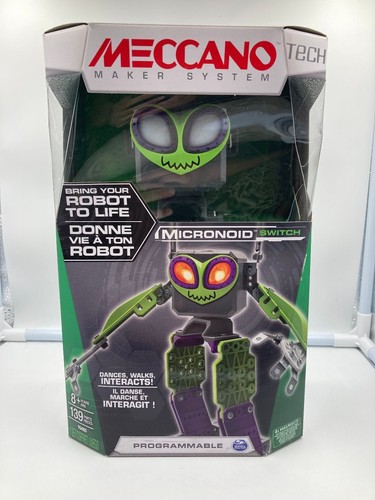 MECCANO TECH
MAKER SYSTEM
BRING YOUR
ROBOT
TO LIFE
DONNE
VIE À TON
ROBOT
MICRONOID™ SWITCH
DANCES, WALKS,
INTERACTS!
IL DANSE,
MARCHE ET
INTERAGIT !
8+
139
PROGRAMMABLE